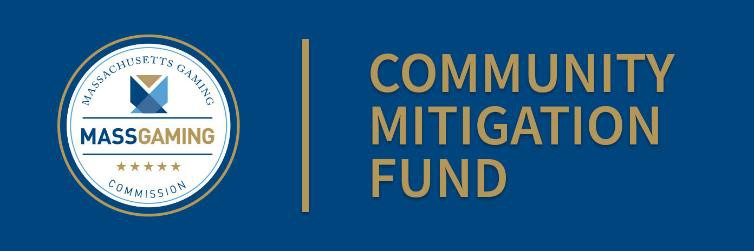 MASSACHUSETTS GAMING
MASSGAMING
COMMISSION
COMMUNITY
MITIGATION
FUND